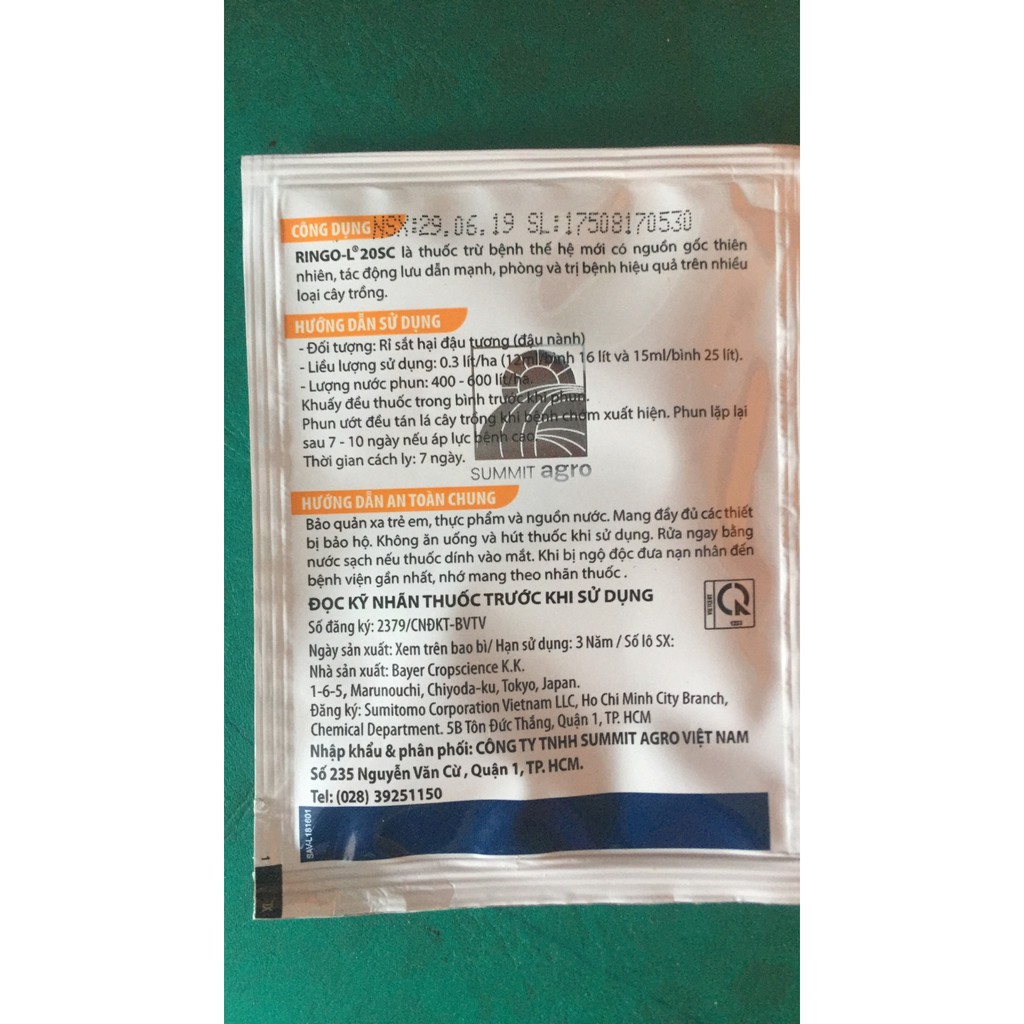 CÔNG DỤNG NSX:29.06.19 SL:17508170530
RINGO-L® 20SC là thuốc trừ bệnh thế hệ mới có nguồn gốc thiên
nhiên, tác động lưu dẫn mạnh, phòng và trị bệnh hiệu quả trên nhiều
loại cây trồng.
HƯỚNG DẪN SỬ DỤNG
- Đối tượng: Rỉ sắt hại đậu tương (đậu nành)
- Liều lượng sử dụng: 0.3 lít/ha (12ml/bình 16 lít và 15ml/bình 25 lít).
- Lượng nước phun: 400 - 600 lít/ha.
Khuấy đều thuốc trong bình trước khi phun.
Phun ướt đều tán lá cây trồng khi bệnh chớm xuất hiện. Phun lặp lại
sau 7 - 10 ngày nếu áp lực bệnh cao.
Thời gian cách ly: 7 ngày.
SUMMIT agro
HƯỚNG DẪN AN TOÀN CHUNG
Bảo quản xa trẻ em, thực phẩm và nguồn nước. Mang đầy đủ các thiết
bị bảo hộ. Không ăn uống và hút thuốc khi sử dụng. Rửa ngay bằng
nước sạch nếu thuốc dính vào mắt. Khi bị ngộ độc đưa nạn nhân đến
bệnh viện gần nhất, nhớ mang theo nhãn thuốc .
ĐỌC KỸ NHÃN THUỐC TRƯỚC KHI SỬ DỤNG
Số đăng ký: 2379/CNĐKT-BVTV
Ngày sản xuất: Xem trên bao bì/ Hạn sử dụng: 3 Năm / Số lô SX:
Nhà sản xuất: Bayer Cropscience K.K.
1-6-5, Marunouchi, Chiyoda-ku, Tokyo, Japan.
Đăng ký: Sumitomo Corporation Vietnam LLC, Ho Chi Minh City Branch,
Chemical Department. 5B Tôn Đức Thắng, Quận 1, TP. HCM
Nhập khẩu & phân phối: CÔNG TY TNHH SUMMIT AGRO VIỆT NAM
Số 235 Nguyễn Văn Cừ , Quận 1, TP. HCM.
Tel: (028) 39251150
SAV-L181601
1